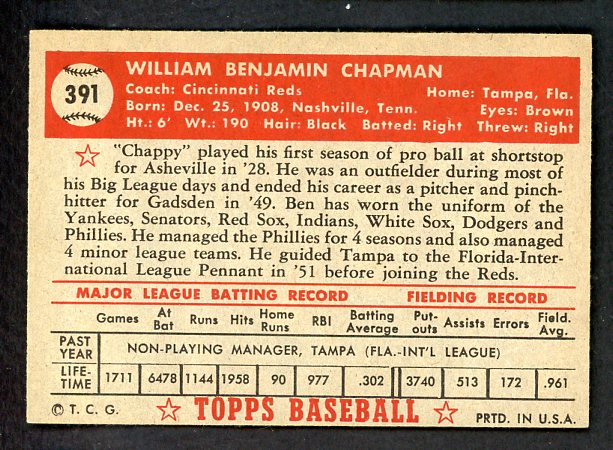 391
WILLIAM BENJAMIN CHAPMAN
Coach: Cincinnati Reds Home: Tampa, Fla.
Born: Dec. 25, 1908, Nashville, Tenn. Eyes: Brown
Ht.: 6' Wt.: 190 Hair: Black Batted: Right Threw: Right
"Chappy" played his first season of pro ball at shortstop
for Asheville in '28. He was an outfielder during most of
his Big League days and ended his career as a pitcher and pinch-
hitter for Gadsden in '49. Ben has worn the uniform of the
Yankees, Senators, Red Sox, Indians, White Sox, Dodgers and
Phillies. He managed the Phillies for 4 seasons and also managed
4 minor league teams. He guided Tampa to the Florida-Inter-
national League Pennant in '51 before joining the Reds.
MAJOR LEAGUE BATTING RECORD FIELDING RECORD
Games At Bat Runs Hits Home Runs RBI Batting Average Put-outs Assists Errors Field. Avg.
PAST YEAR NON-PLAYING MANAGER, TAMPA (FLA.-INT'L LEAGUE)
LIFE-TIME 1711 6478 1144 1958 90 977 .302 3740 513 172 .961
© T. C. G. TOPPS BASEBALL PRTD. IN U.S.A.